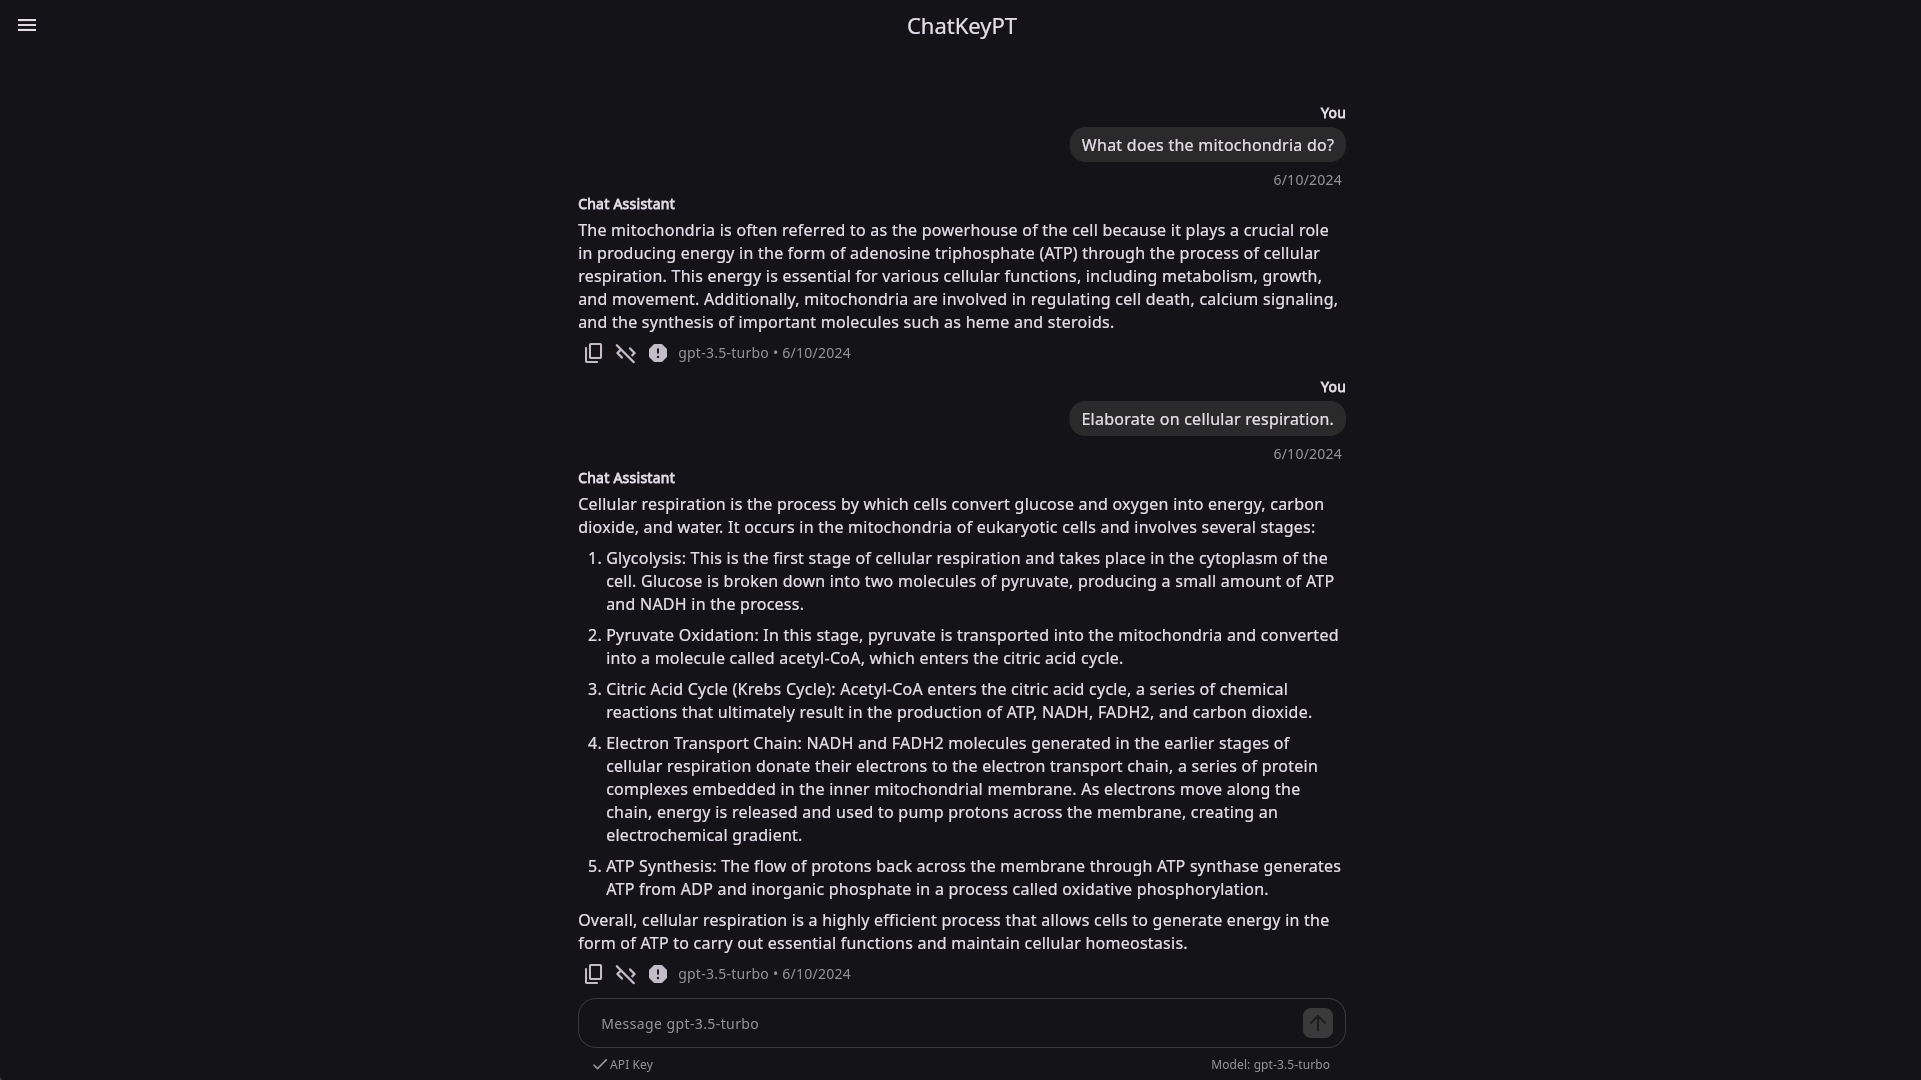 ChatKeyPT
You
What does the mitochondria do?
6/10/2024
Chat Assistant
The mitochondria is often referred to as the powerhouse of the cell because it plays a crucial role
in producing energy in the form of adenosine triphosphate (ATP) through the process of cellular
respiration. This energy is essential for various cellular functions, including metabolism, growth,
and movement. Additionally, mitochondria are involved in regulating cell death, calcium signaling,
and the synthesis of important molecules such as heme and steroids.
gpt-3.5-turbo • 6/10/2024
You
Elaborate on cellular respiration.
6/10/2024
Chat Assistant
Cellular respiration is the process by which cells convert glucose and oxygen into energy, carbon
dioxide, and water. It occurs in the mitochondria of eukaryotic cells and involves several stages:
1. Glycolysis: This is the first stage of cellular respiration and takes place in the cytoplasm of the
cell. Glucose is broken down into two molecules of pyruvate, producing a small amount of ATP
and NADH in the process.
2. Pyruvate Oxidation: In this stage, pyruvate is transported into the mitochondria and converted
into a molecule called acetyl-CoA, which enters the citric acid cycle.
3. Citric Acid Cycle (Krebs Cycle): Acetyl-CoA enters the citric acid cycle, a series of chemical
reactions that ultimately result in the production of ATP, NADH, FADH2, and carbon dioxide.
4. Electron Transport Chain: NADH and FADH2 molecules generated in the earlier stages of
cellular respiration donate their electrons to the electron transport chain, a series of protein
complexes embedded in the inner mitochondrial membrane. As electrons move along the
chain, energy is released and used to pump protons across the membrane, creating an
electrochemical gradient.
5. ATP Synthesis: The flow of protons back across the membrane through ATP synthase generates
ATP from ADP and inorganic phosphate in a process called oxidative phosphorylation.
Overall, cellular respiration is a highly efficient process that allows cells to generate energy in the
form of ATP to carry out essential functions and maintain cellular homeostasis.
gpt-3.5-turbo • 6/10/2024
Message gpt-3.5-turbo
API Key
Model: gpt-3.5-turbo